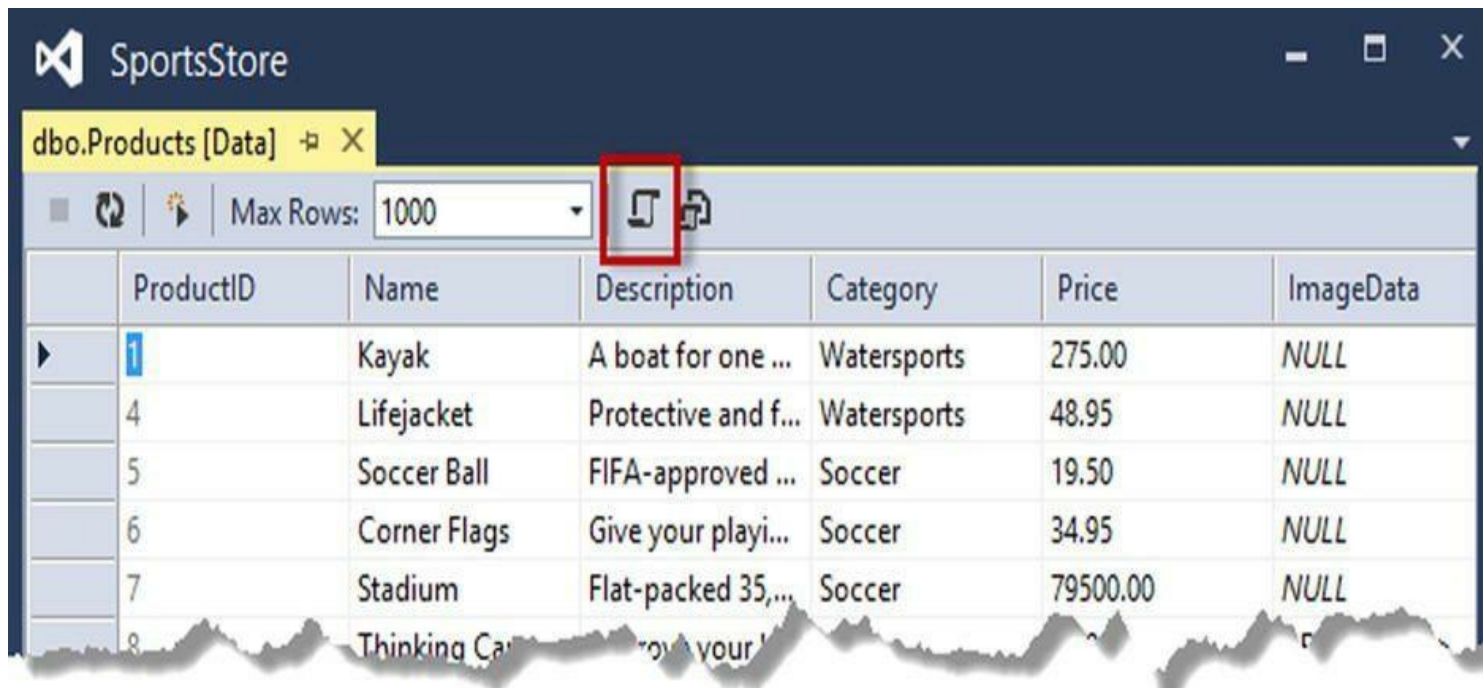 SportsStore
dbo.Products [Data]
Max Rows: 1000
ProductID Name Description Category Price ImageData
1 Kayak A boat for one ... Watersports 275.00 NULL
4 Lifejacket Protective and f... Watersports 48.95 NULL
5 Soccer Ball FIFA-approved ... Soccer 19.50 NULL
6 Corner Flags Give your playi... Soccer 34.95 NULL
7 Stadium Flat-packed 35,... Soccer 79500.00 NULL
8 Thinking your